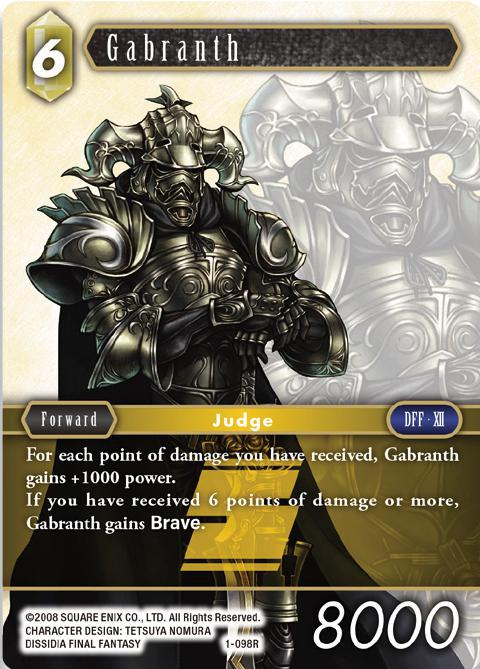 6
Gabranth
Forward
Judge
DFF · XII
For each point of damage you have received, Gabranth
gains +1000 power.
If you have received 6 points of damage or more,
Gabranth gains Brave.
©2008 SQUARE ENIX CO., LTD. All Rights Reserved.
CHARACTER DESIGN: TETSUYA NOMURA
DISSIDIA FINAL FANTASY
1-098R
8000